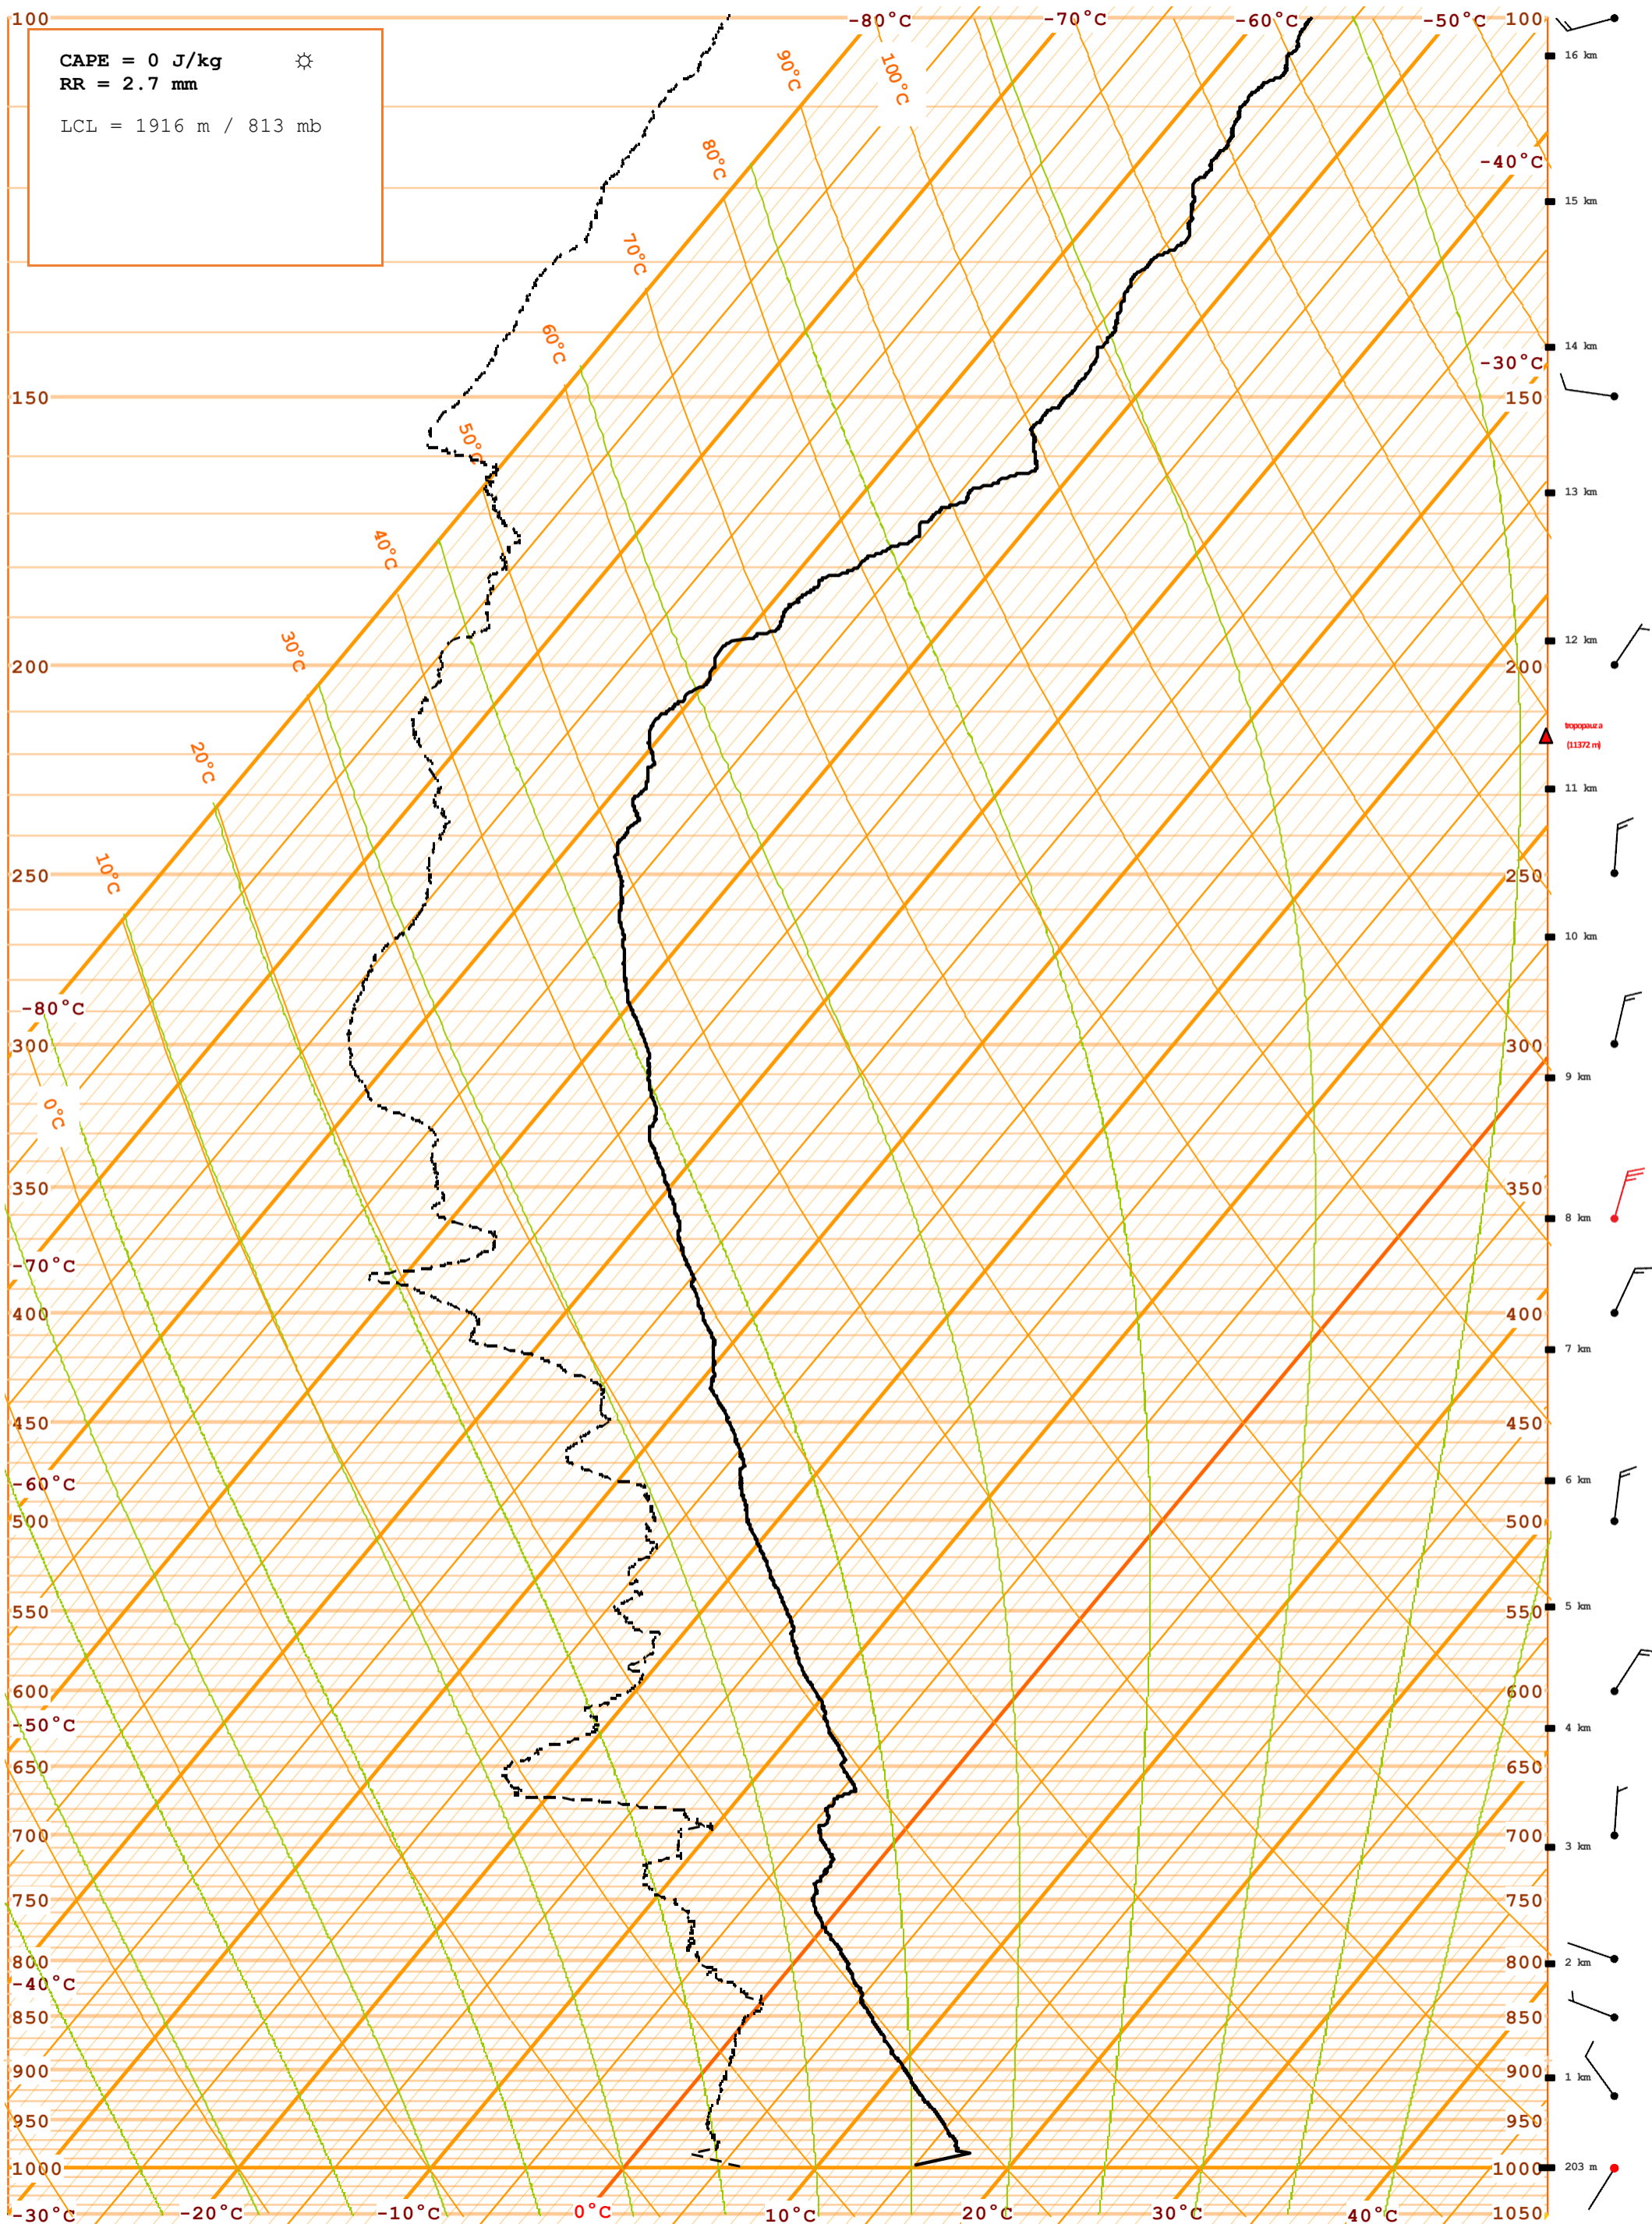 100 -80°C -70°C -60°C -50°C 100
CAPE = 0 J/kg
RR = 2.7 mm
LCL = 1916 m / 813 mb
16 km
90°C 100°C
80°C -40°C
15 km
70°C
60°C 14 km
-30°C
150 150
50°C
13 km
40°C
30°C 12 km
200 200
tropopauza
(11372 m)
20°C
11 km
10°C
250 250
10 km
-80°C
300 300
9 km
0°C
350 350
8 km
-70°C
400 400
7 km
450 450
-60°C 6 km
500 500
550 550
5 km
600 600
-50°C 4 km
650 650
700 700
3 km
750 750
800 800
2 km
-40°C
850 850
900 900
1 km
950 950
1000 1000 203 m
-30°C -20°C -10°C 0°C 10°C 20°C 30°C 40°C 1050